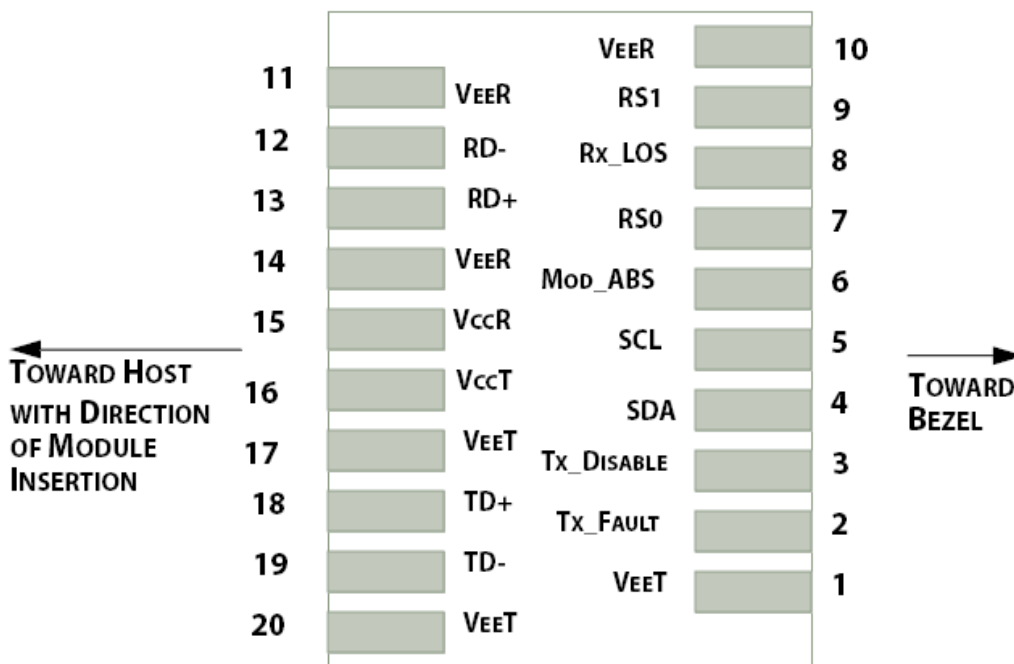 VEER 10
11 VEER
RS1 9
12 RD-
Rx_LOS 8
13 RD+
RS0 7
14 VEER
MOD_ABS 6
15 VCCR
SCL 5
16 VCCT
SDA 4
17 VEET
TX_DISABLE 3
18 TD+
TX_FAULT 2
19 TD-
VEET 1
20 VEET
TOWARD HOST
WITH DIRECTION
OF MODULE
INSERTION
TOWARD
BEZEL